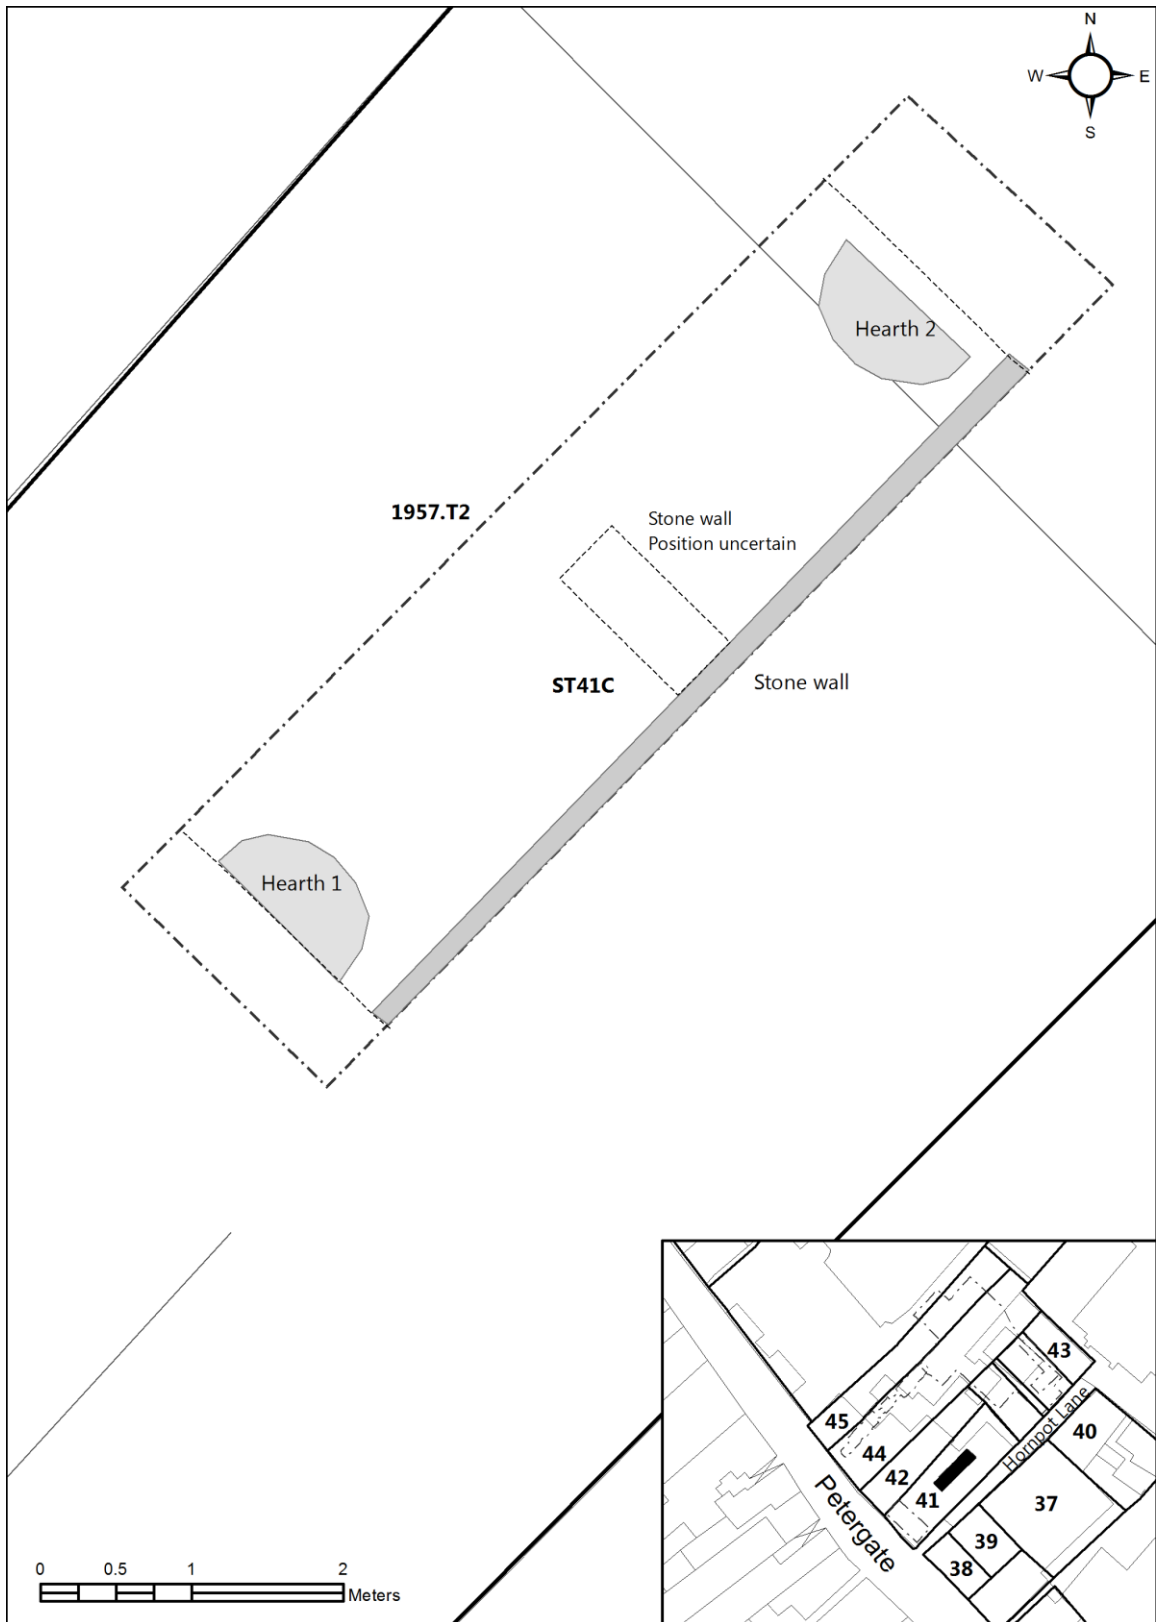 N
W E
S
Hearth 2
1957.T2
Stone wall
Position uncertain
ST41C
Stone wall
Hearth 1
43
Hornpot Lane
45
40
44
42
37
41
Petergate
39
38
0 0.5 1 2
Meters